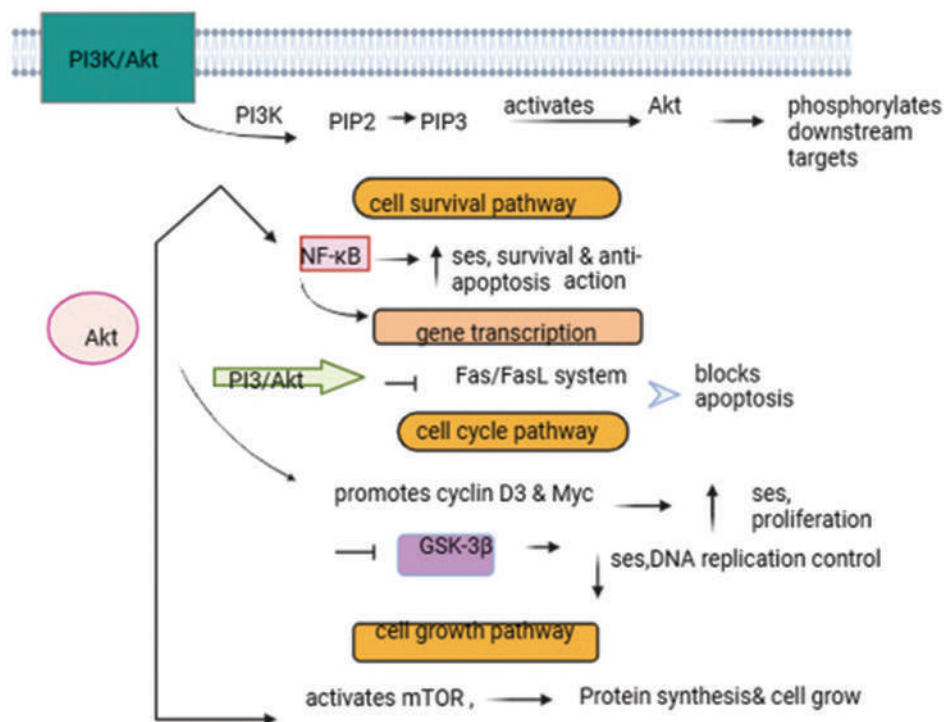 PI3K/Akt
PI3K
PIP2
PIP3
activates
Akt
phosphorylates
downstream
targets
cell survival pathway
NF-κB
ses, survival & anti-
apoptosis action
gene transcription
Akt
PI3/Akt
Fas/FasL system
blocks
apoptosis
cell cycle pathway
promotes cyclin D3 & Myc
ses,
proliferation
GSK-3β
ses,DNA replication control
cell growth pathway
activates mTOR ,
Protein synthesis& cell grow